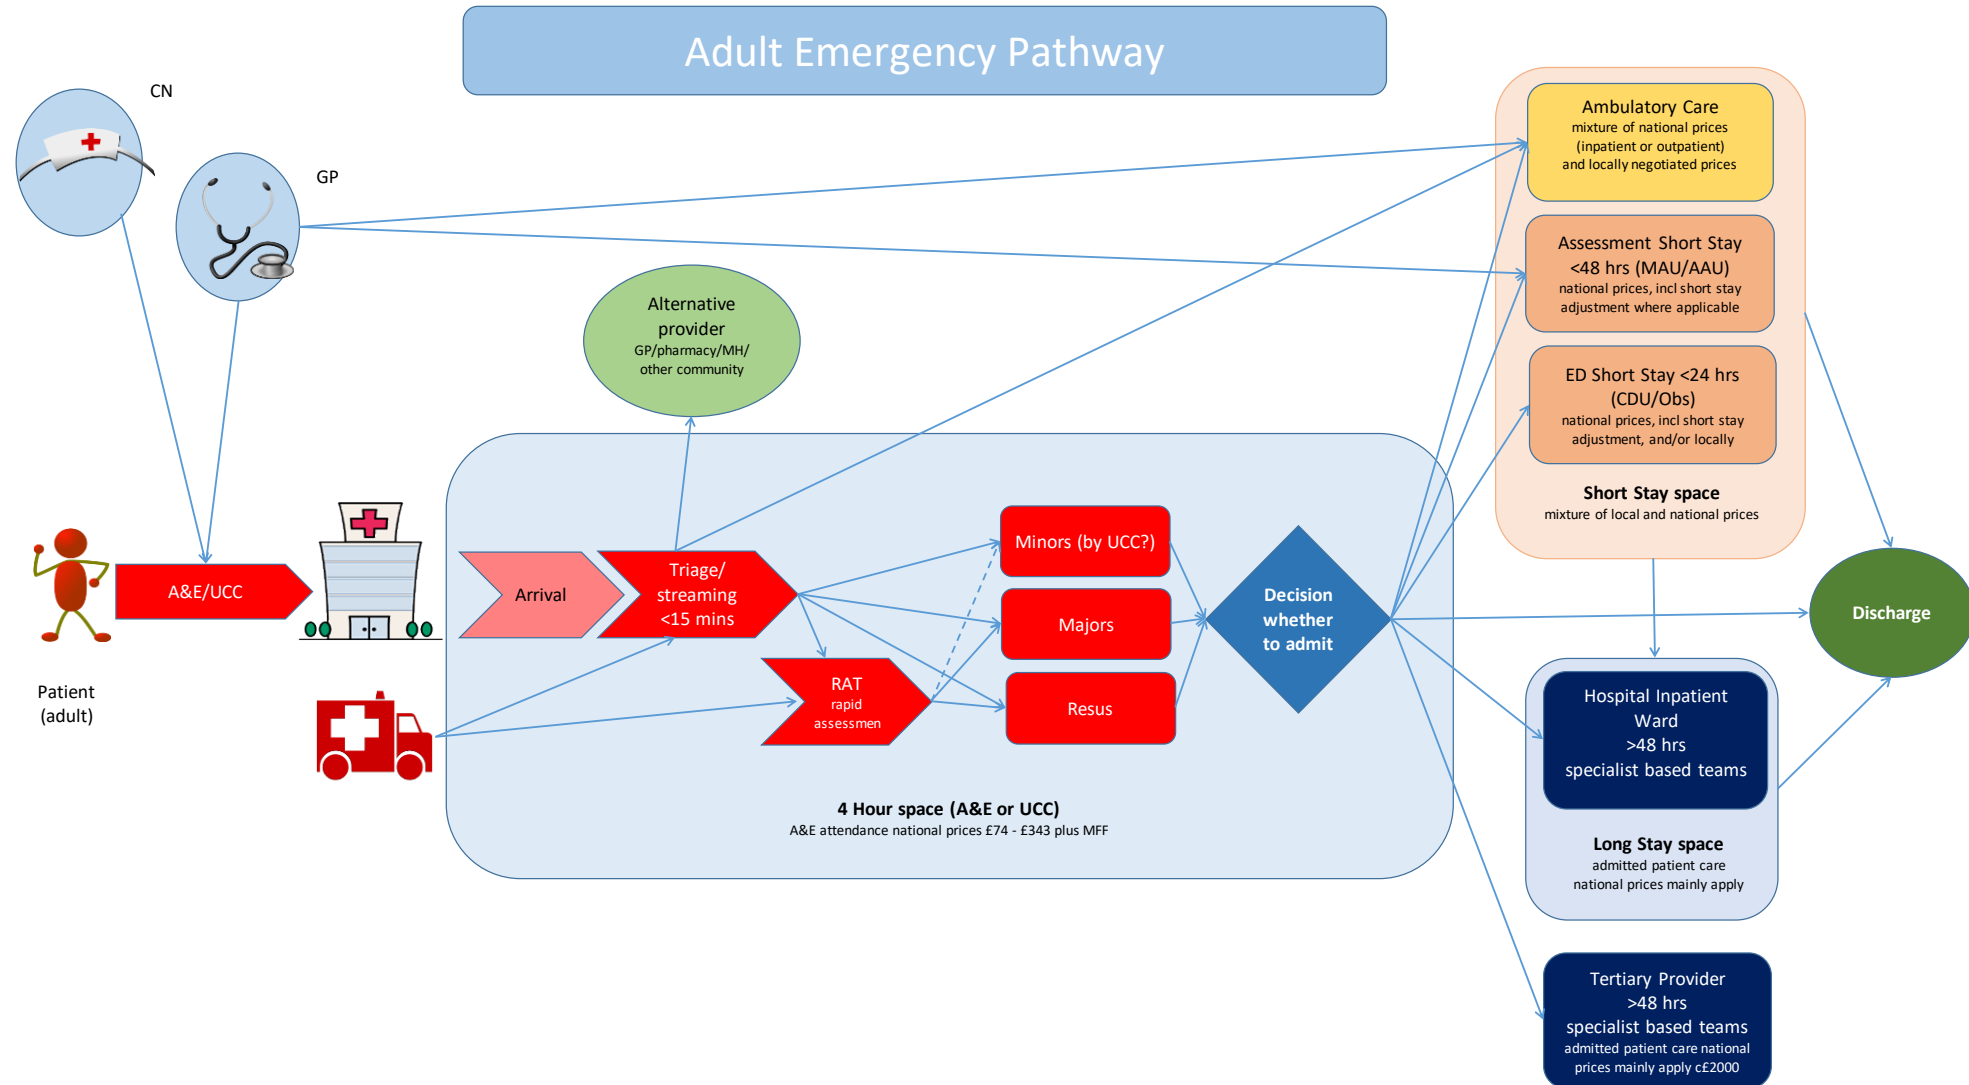 Adult Emergency Pathway
CN
GP
Ambulatory Care
mixture of national prices
(inpatient or outpatient)
and locally negotiated prices
Assessment Short Stay
<48 hrs (MAU/AAU)
national prices, incl short stay
adjustment where applicable
ED Short Stay <24 hrs
(CDU/Obs)
national prices, incl short stay
adjustment, and/or locally
Short Stay space
mixture of local and national prices
Alternative
provider
GP/pharmacy/MH/
other community
Patient
(adult)
A&E/UCC
Arrival
Triage/
streaming
<15 mins
RAT
rapid
assessmen
Minors (by UCC?)
Majors
Resus
Decision
whether
to admit
4 Hour space (A&E or UCC)
A&E attendance national prices £74 - £343 plus MFF
Discharge
Hospital Inpatient
Ward
>48 hrs
specialist based teams
Long Stay space
admitted patient care
national prices mainly apply
Tertiary Provider
>48 hrs
specialist based teams
admitted patient care national
prices mainly apply c£2000